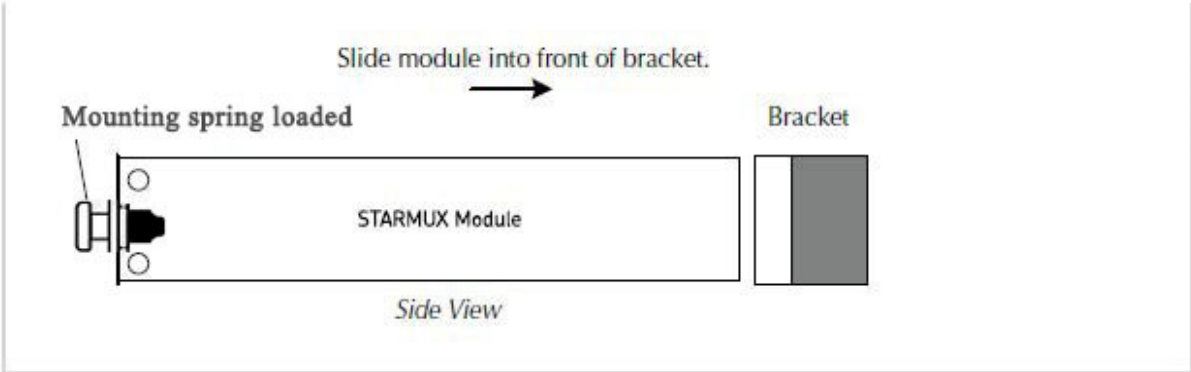 Slide module into front of bracket.
Mounting spring loaded
Bracket
STARMUX Module
Side View